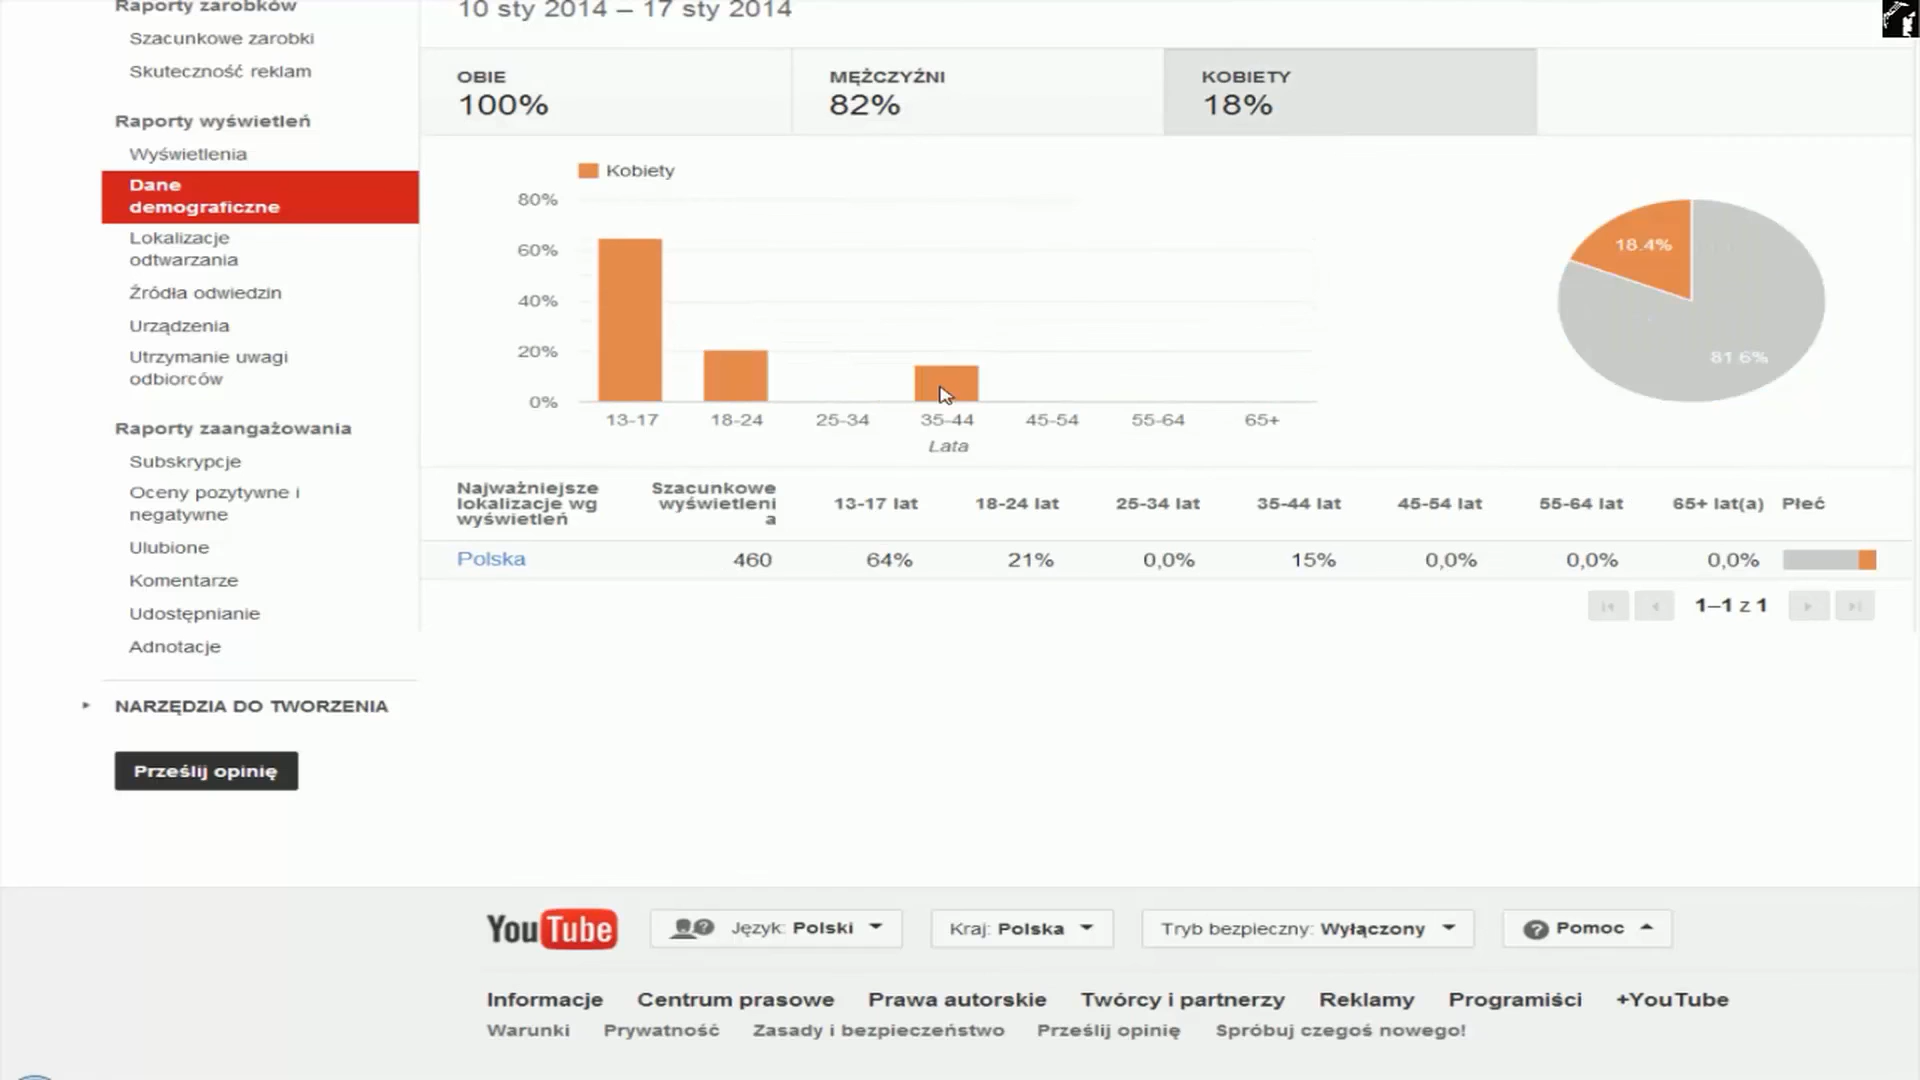 Raporty zarobków
Szacunkowe zarobki
Skuteczność reklam
Raporty wyświetleń
Wyświetlenia
Dane
demograficzne
Lokalizacje
odtwarzania
Źródła odwiedzin
Urządzenia
Utrzymanie uwagi
odbiorców
Raporty zaangażowania
Subskrypcje
Oceny pozytywne i
negatywne
Ulubione
Komentarze
Udostępnianie
Adnotacje
NARZĘDZIA DO TWORZENIA
Prześlij opinię
10 sty 2014 – 17 sty 2014
OBIE
100%
MĘŻCZYŹNI
82%
KOBIETY
18%
Kobiety
80%
60%
40%
20%
0%
13-17 18-24 25-34 35-44 45-54 55-64 65+
Lata
18.4%
81.6%
Najważniejsze
lokalizacje wg
wyświetleń
Szacunkowe
wyświetleni
a
13-17 lat 18-24 lat 25-34 lat 35-44 lat 45-54 lat 55-64 lat 65+ lat(a) Płeć
Polska 460 64% 21% 0,0% 15% 0,0% 0,0% 0,0%
1–1 z 1
YouTube
Język: Polski
Kraj: Polska
Tryb bezpieczny: Wyłączony
Pomoc
Informacje Centrum prasowe Prawa autorskie Twórcy i partnerzy Reklamy Programiści +YouTube
Warunki Prywatność Zasady i bezpieczeństwo Prześlij opinię Spróbuj czegoś nowego!